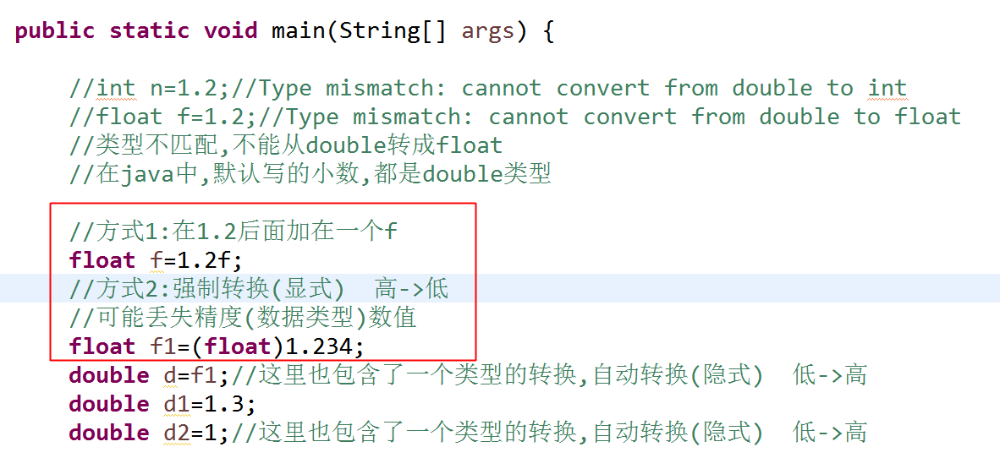 public static void main(String[] args) {
//int n=1.2;//Type mismatch: cannot convert from double to int
//float f=1.2;//Type mismatch: cannot convert from double to float
//类型不匹配,不能从double转成float
//在java中,默认写的小数,都是double类型
//方式1:在1.2后面加在一个f
float f=1.2f;
//方式2:强制转换(显式)  高->低
//可能丢失精度(数据类型)数值
float f1=(float)1.234;
double d=f1;//这里也包含了一个类型的转换,自动转换(隐式)  低->高
double d1=1.3;
double d2=1;//这里也包含了一个类型的转换,自动转换(隐式)  低->高